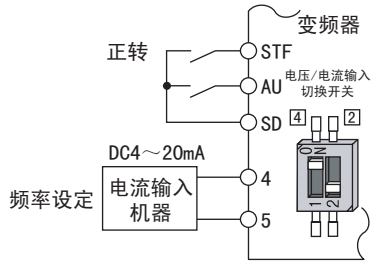 变频器
正转
STF
AU
电压/电流输入
切换开关
SD
4
2
DC4～20mA
频率设定
电流输入
机器
4
5
ON
1
2